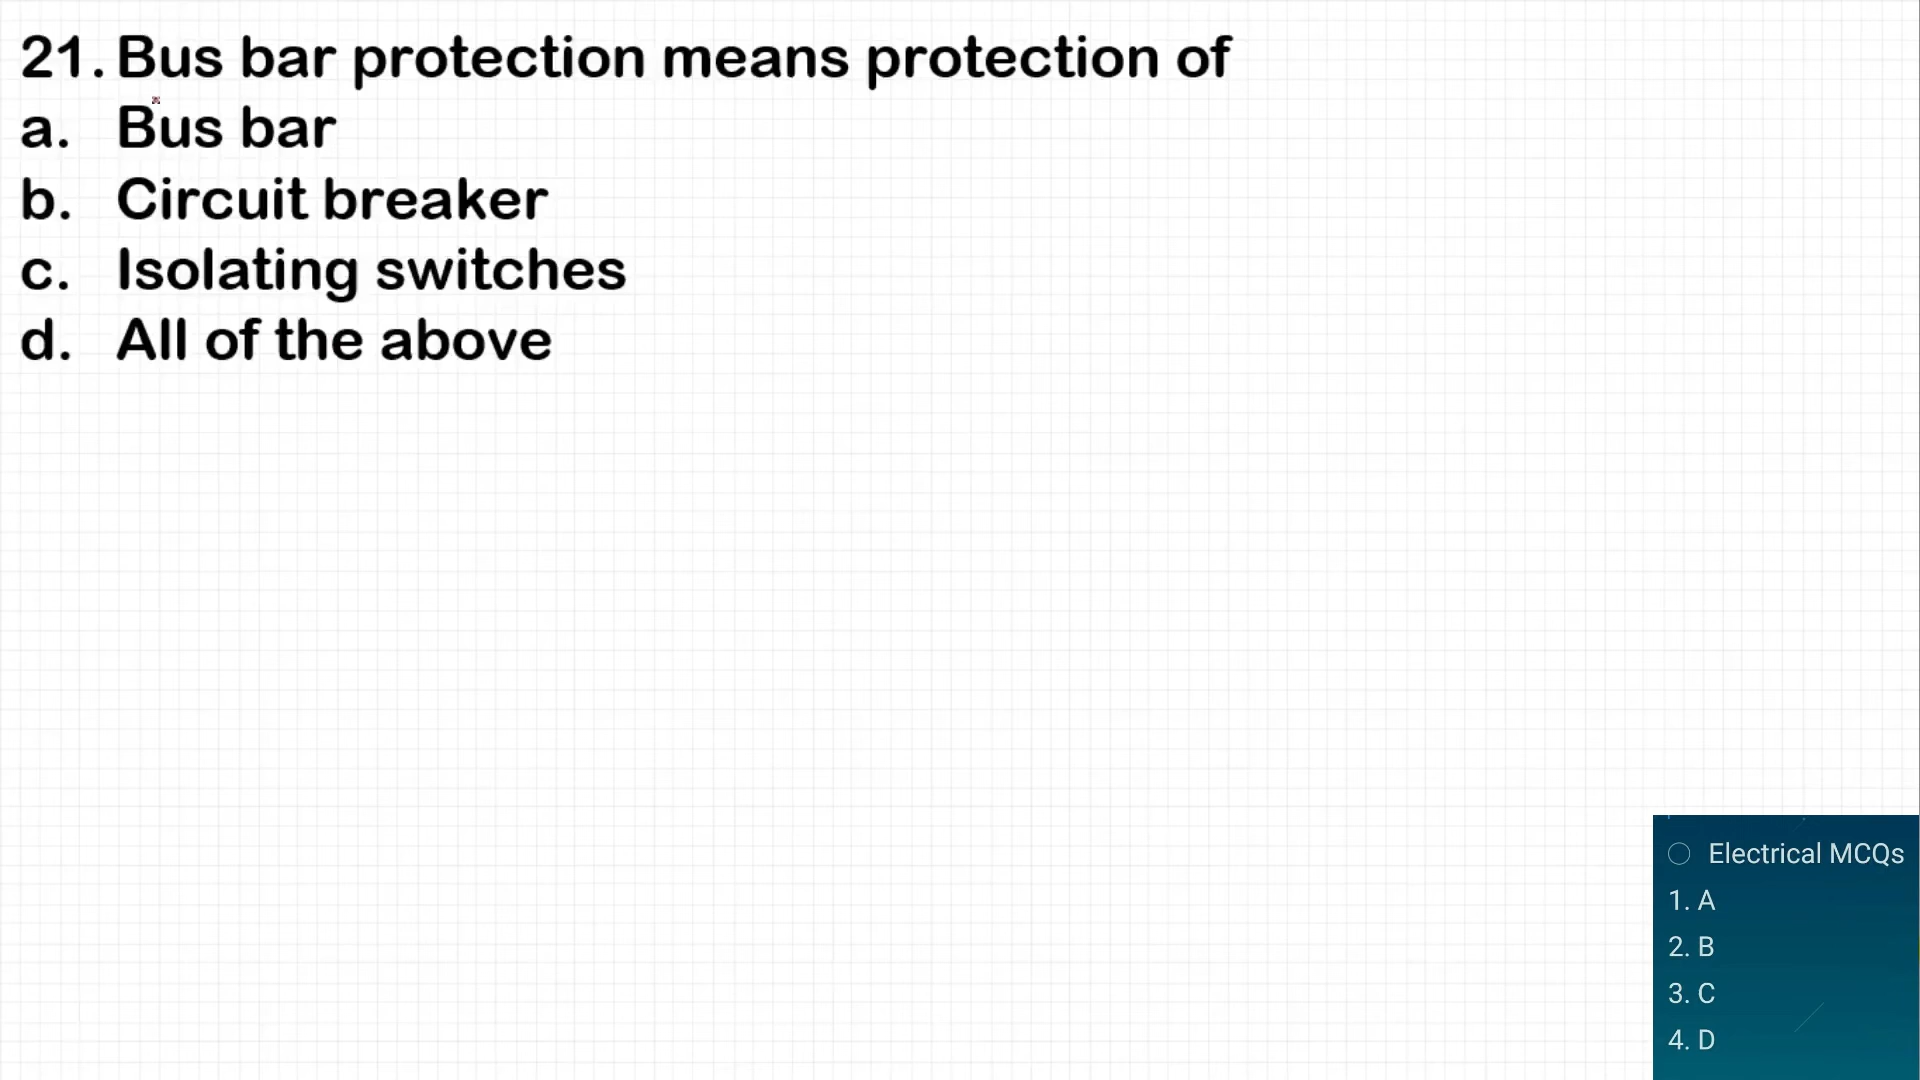 21. Bus bar protection means protection of
a. Bus bar
b. Circuit breaker
c. Isolating switches
d. All of the above
Electrical MCQs
1. A
2. B
3. C
4. D